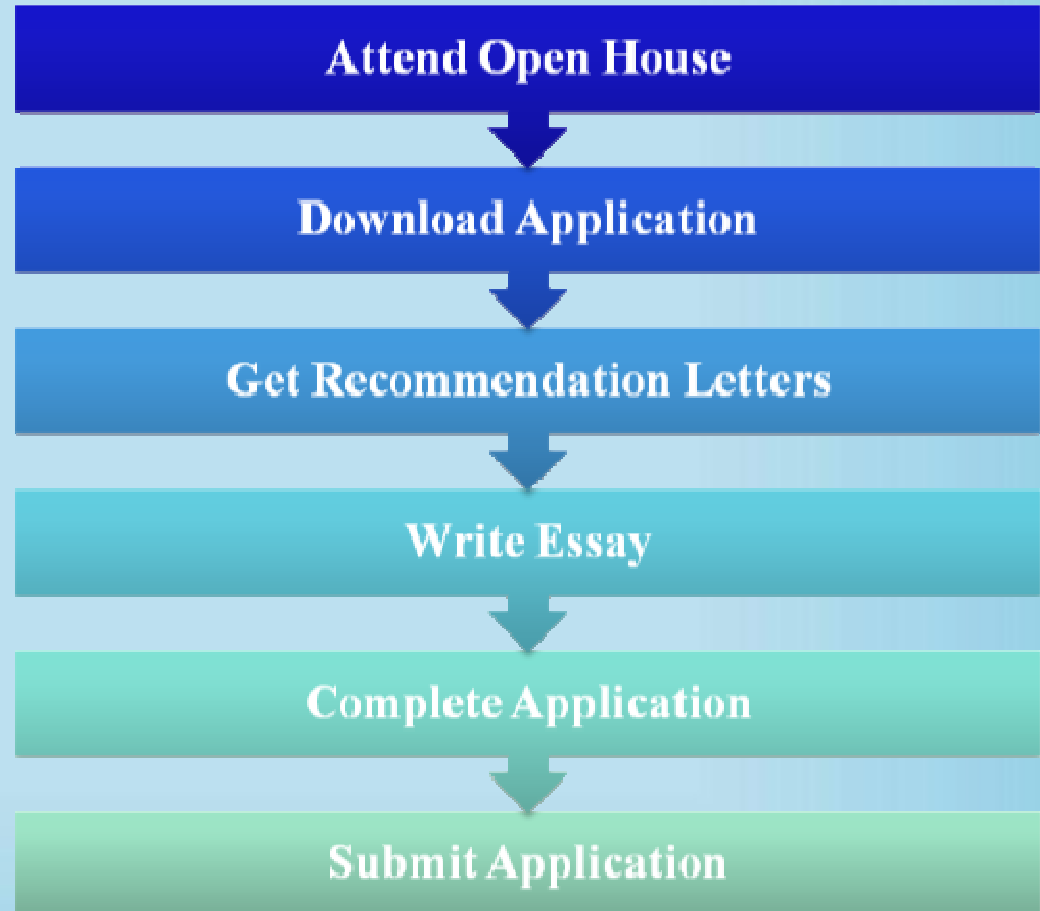 Attend Open House
Download Application
Get Recommendation Letters
Write Essay
Complete Application
Submit Application